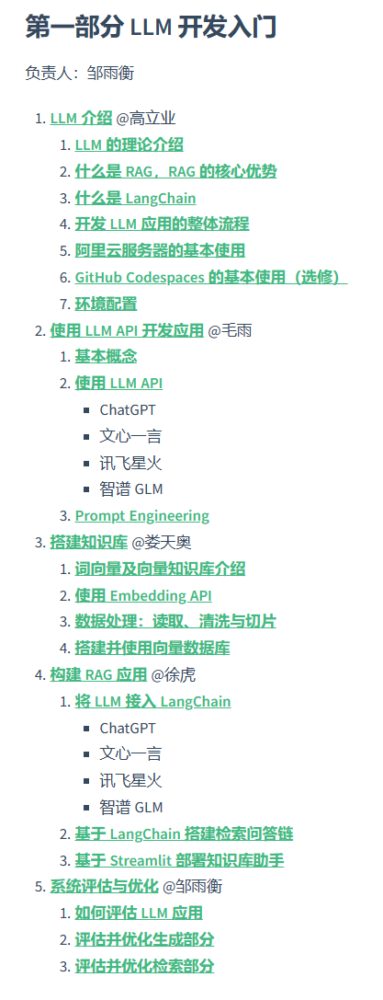 第一部分 LLM 开发入门
负责人：邹雨衡
1. LLM 介绍 @高立业
1. LLM 的理论介绍
2. 什么是 RAG，RAG 的核心优势
3. 什么是 LangChain
4. 开发 LLM 应用的整体流程
5. 阿里云服务器的基本使用
6. GitHub Codespaces 的基本使用（选修）
7. 环境配置
2. 使用 LLM API 开发应用 @毛雨
1. 基本概念
2. 使用 LLM API
▪ ChatGPT
▪ 文心一言
▪ 讯飞星火
▪ 智谱 GLM
3. Prompt Engineering
3. 搭建知识库 @娄天奥
1. 词向量及向量知识库介绍
2. 使用 Embedding API
3. 数据处理：读取、清洗与切片
4. 搭建并使用向量数据库
4. 构建 RAG 应用 @徐虎
1. 将 LLM 接入 LangChain
▪ ChatGPT
▪ 文心一言
▪ 讯飞星火
▪ 智谱 GLM
2. 基于 LangChain 搭建检索问答链
3. 基于 Streamlit 部署知识库助手
5. 系统评估与优化 @邹雨衡
1. 如何评估 LLM 应用
2. 评估并优化生成部分
3. 评估并优化检索部分